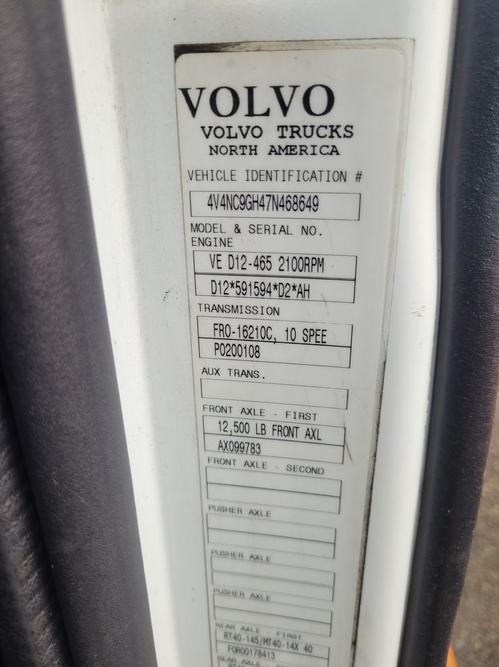 VOLVO
VOLVO TRUCKS
NORTH AMERICA
VEHICLE IDENTIFICATION #
4V4NC9GH47N468649
MODEL & SERIAL NO.
ENGINE
VE D12-465 2100RPM
D12*591594*D2*AH
TRANSMISSION
FRO-16210C, 10 SPEE
P0200108
AUX TRANS.
FRONT AXLE - FIRST
12,500 LB FRONT AXL
AX099783
FRONT AXLE - SECOND
PUSHER AXLE
PUSHER AXLE
PUSHER AXLE
REAR AXLE - FIRST
RT40-145/MT40-14X 40
FOR00178413
REAR AXLE